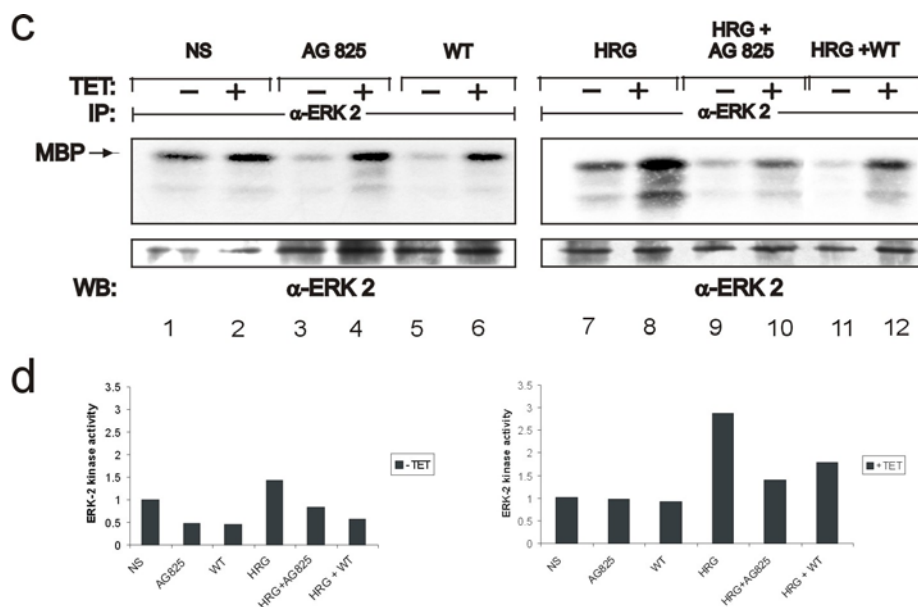 c
NS AG 825 WT HRG HRG + AG 825 HRG +WT
TET: − + − + − + − + − + − +
IP: α-ERK 2 α-ERK 2
MBP
WB: α-ERK 2 α-ERK 2
1 2 3 4 5 6 7 8 9 10 11 12
d
ERK-2 kinase activity
3.5
3
2.5
2
1.5
1
0.5
0
NS AG825 WT HRG HRG+AG825 HRG + WT
-TET
ERK-2 kinase activity
3.5
3
2.5
2
1.5
1
0.5
0
NS AG825 WT HRG HRG+AG825 HRG + WT
+TET